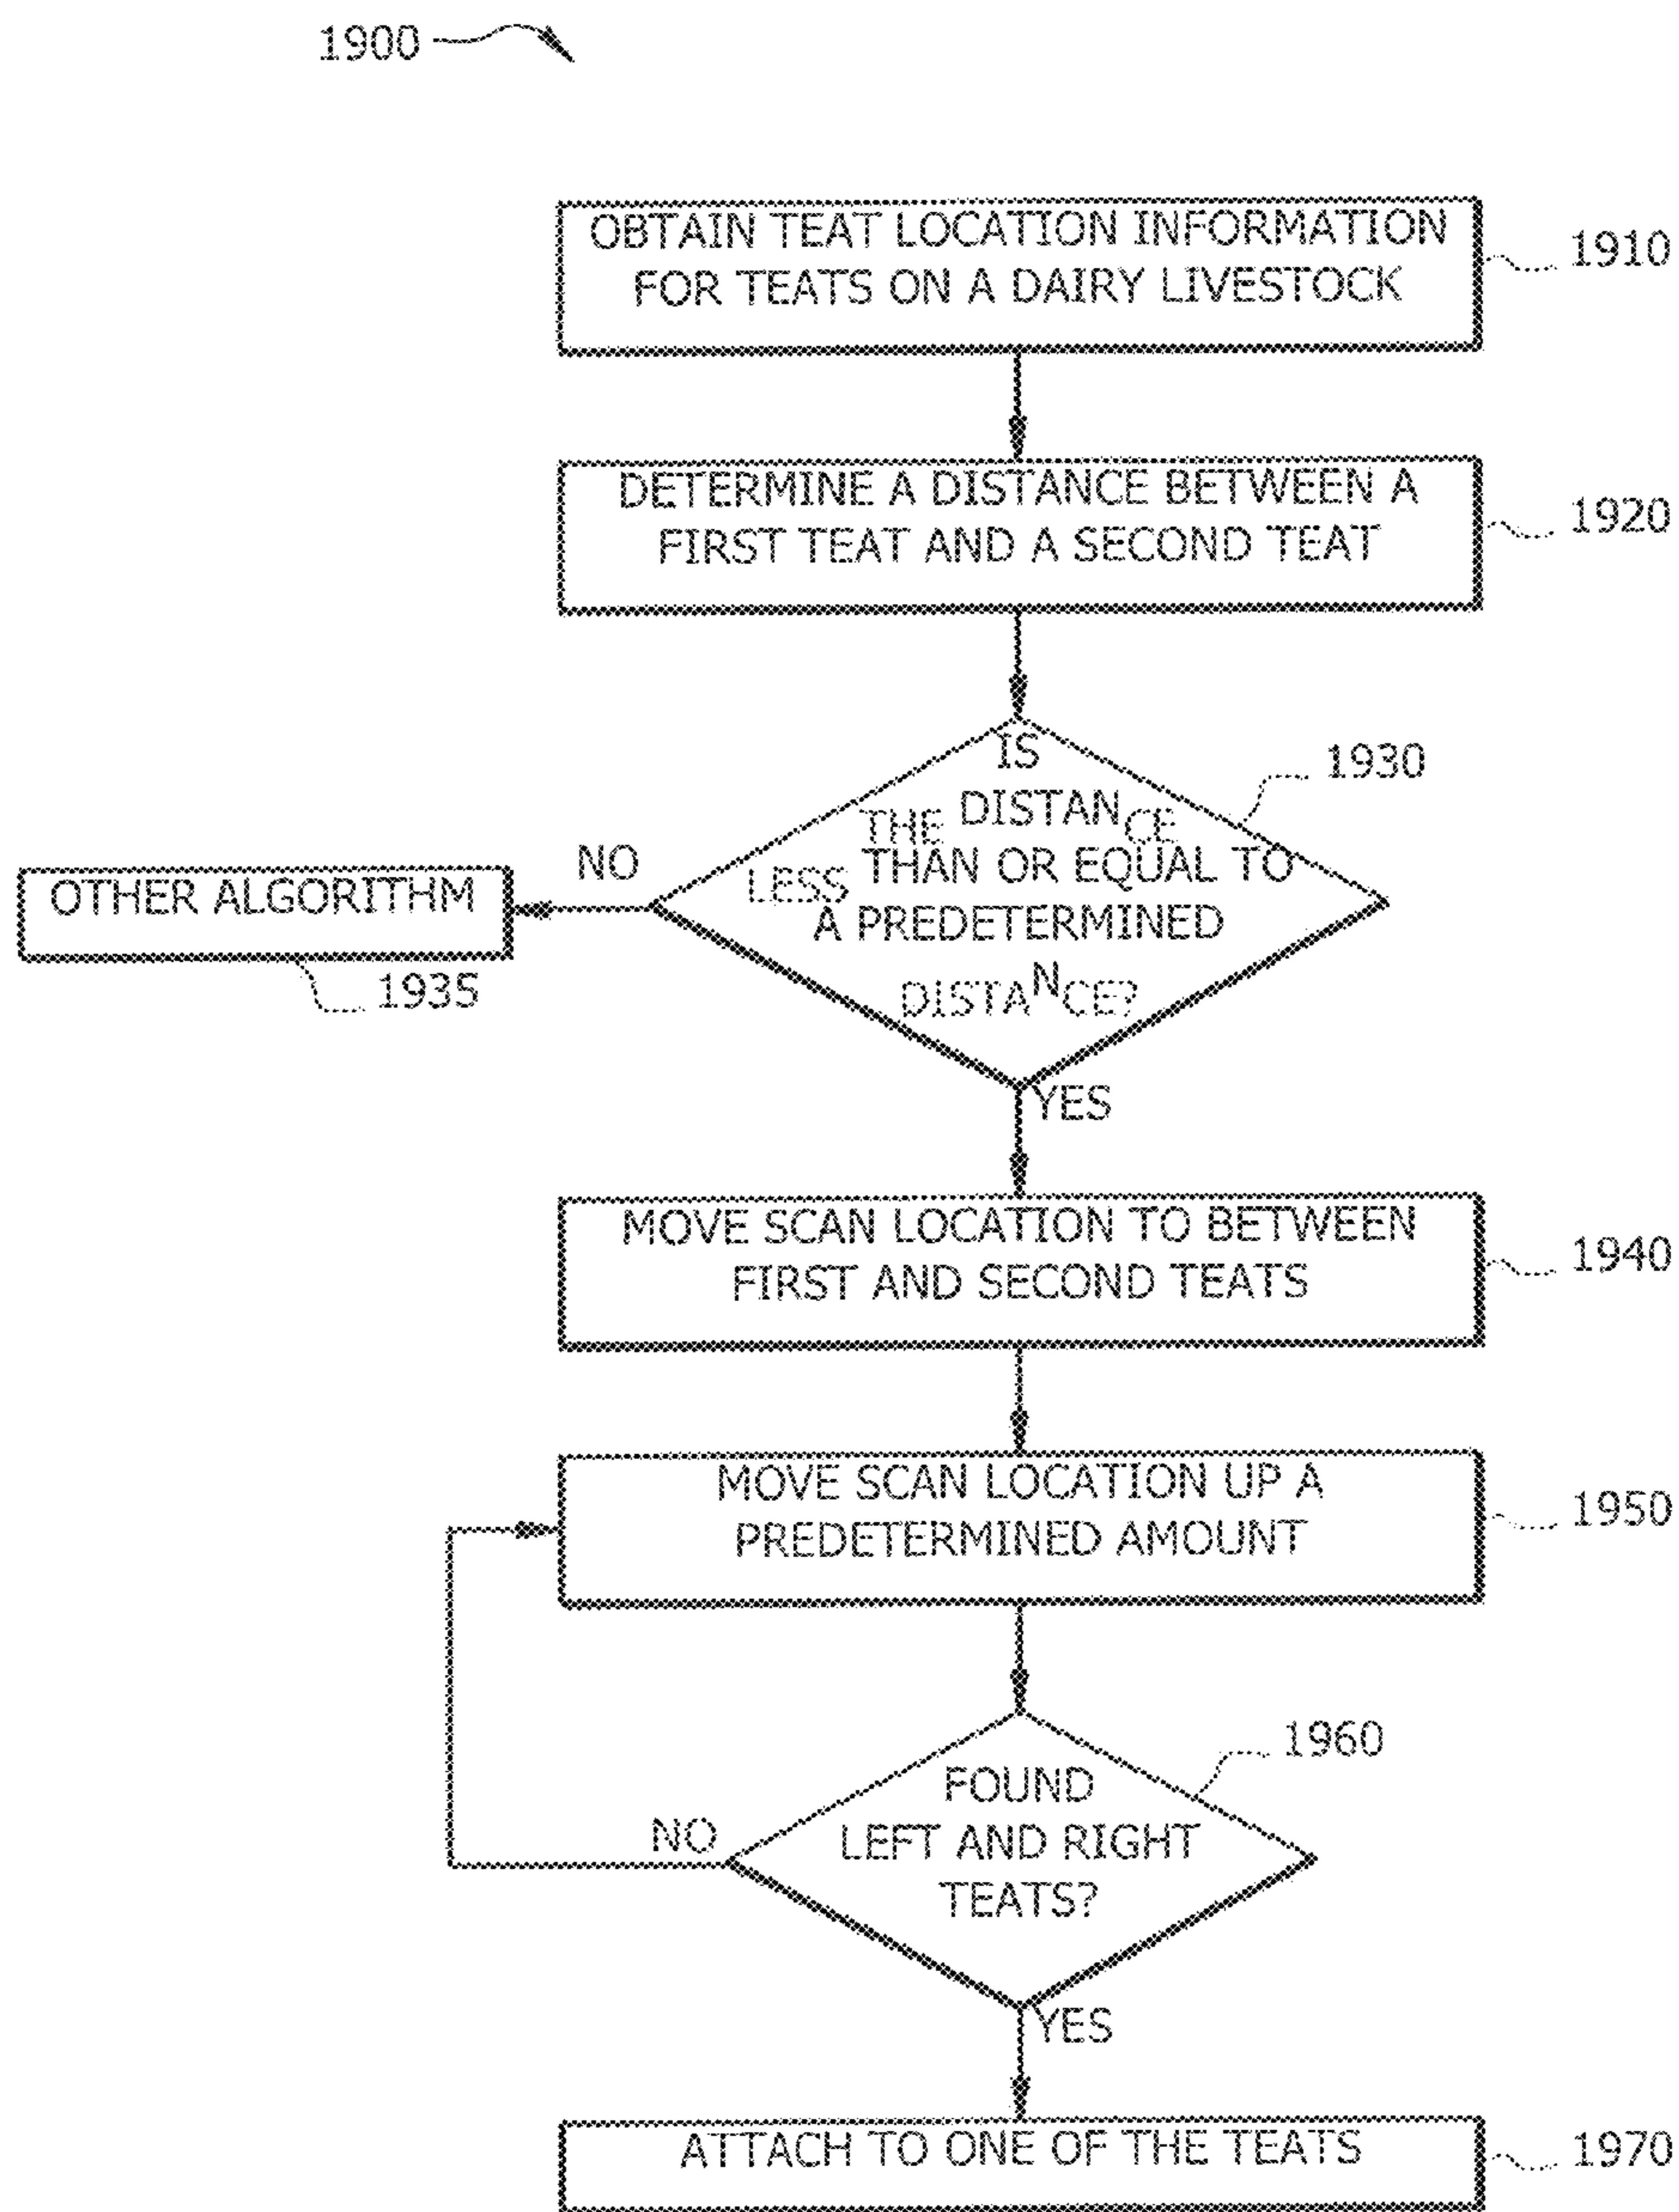 1900
OBTAIN TEAT LOCATION INFORMATION
FOR TEATS ON A DAIRY LIVESTOCK
1910
DETERMINE A DISTANCE BETWEEN A
FIRST TEAT AND A SECOND TEAT
1920
IS
THE DISTANCE
LESS THAN OR EQUAL TO
A PREDETERMINED
DISTANCE?
1930
NO
OTHER ALGORITHM
1935
YES
MOVE SCAN LOCATION TO BETWEEN
FIRST AND SECOND TEATS
1940
MOVE SCAN LOCATION UP A
PREDETERMINED AMOUNT
1950
FOUND
LEFT AND RIGHT
TEATS?
1960
NO
YES
ATTACH TO ONE OF THE TEATS
1970